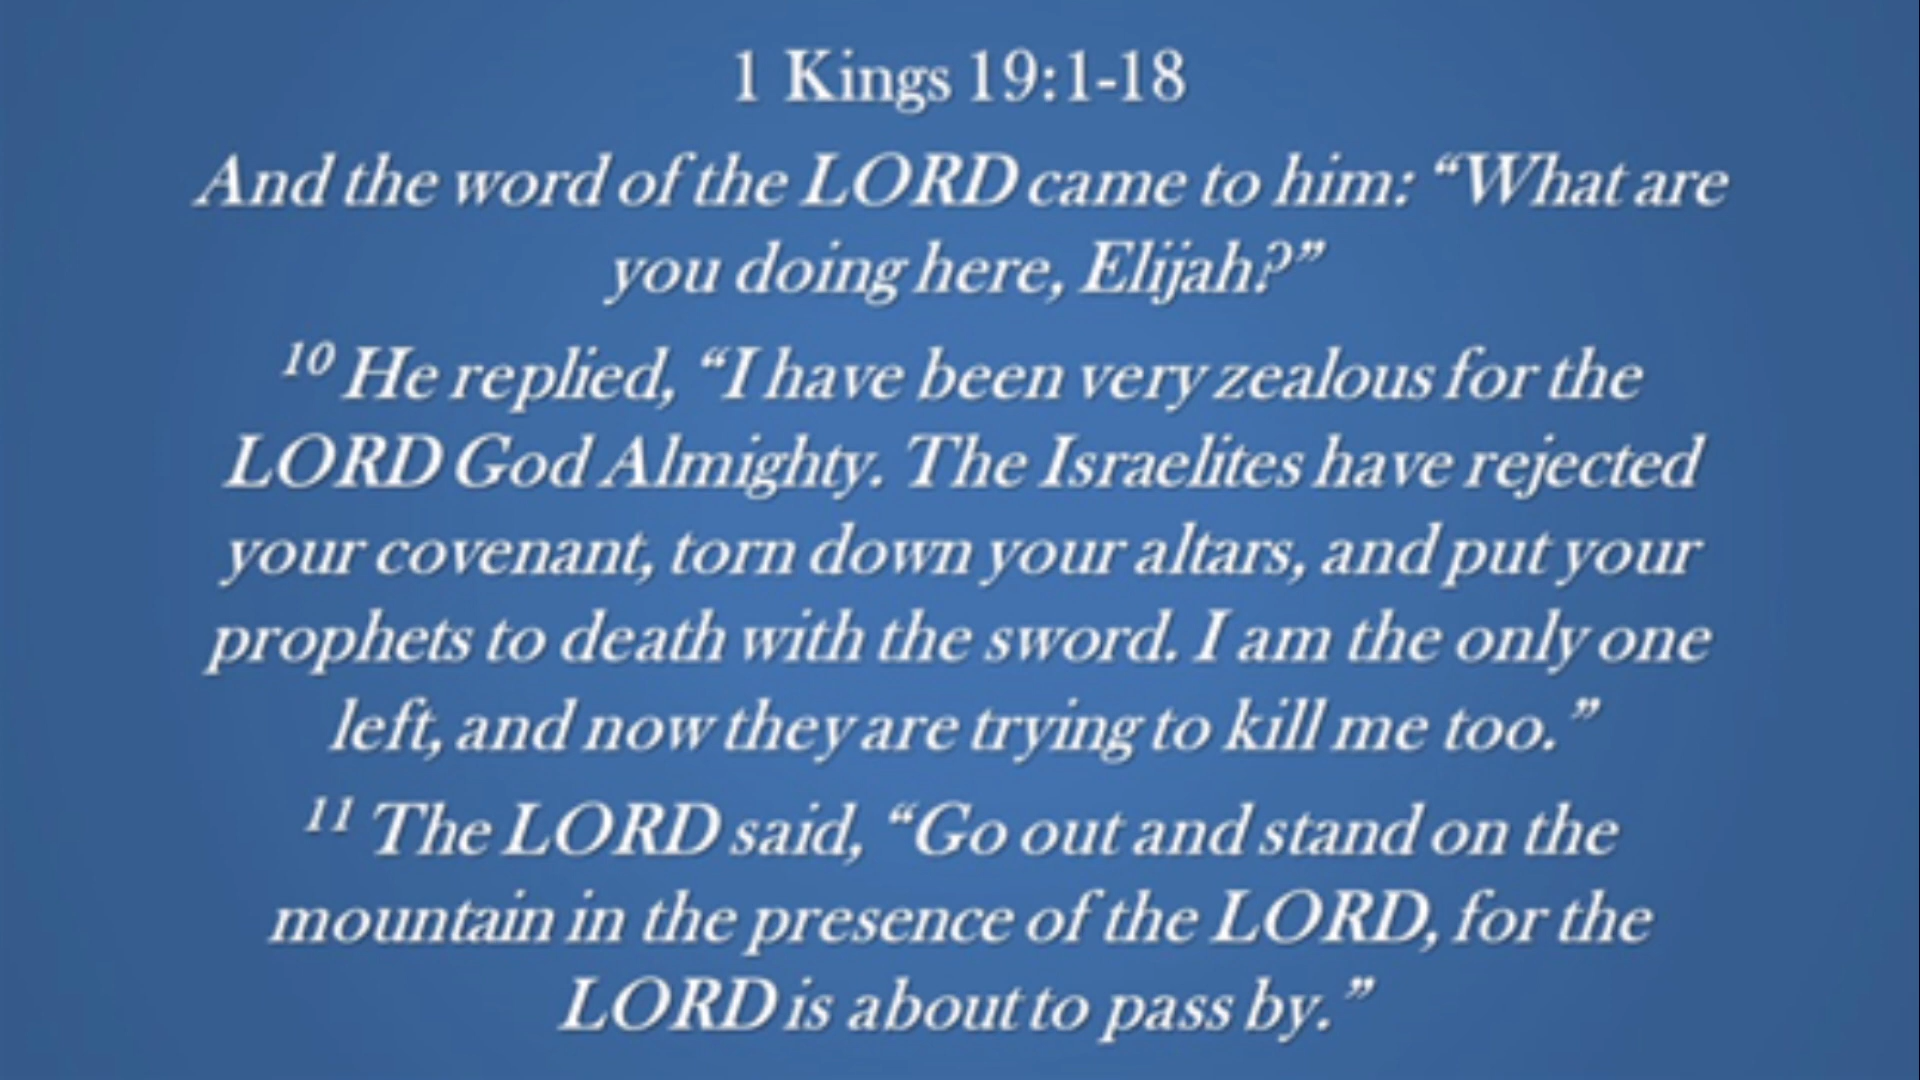 1 Kings 19:1-18
And the word of the LORD came to him: “What are
you doing here, Elijah?”
10 He replied, “I have been very zealous for the
LORD God Almighty. The Israelites have rejected
your covenant, torn down your altars, and put your
prophets to death with the sword. I am the only one
left, and now they are trying to kill me too.”
11 The LORD said, “Go out and stand on the
mountain in the presence of the LORD, for the
LORD is about to pass by.”